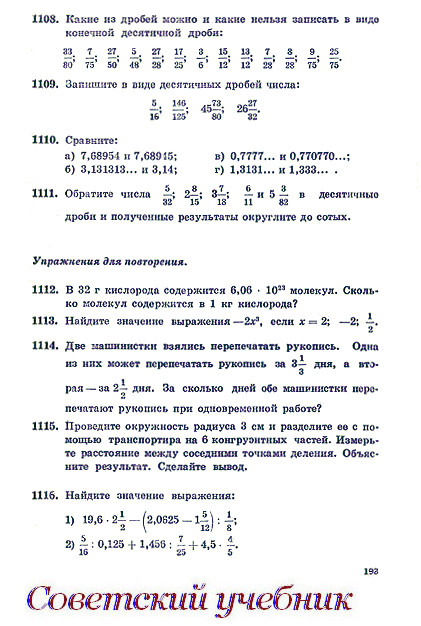 1108. Какие из дробей можно и какие нельзя записать в виде
конечной десятичной дроби:
33/80; 7/75; 27/50; 5/48; 27/28; 17/25; 3/6; 15/2; 13/12; 7/28; 8/28; 9/75; 25/75.
1109. Запишите в виде десятичных дробей числа:
5/16; 146/125; 45 73/80; 26 27/32.
1110. Сравните:
а) 7,68954 и 7,68945; в) 0,7777... и 0,770770...;
б) 3,131313... и 3,14; г) 1,3131... и 1,333... .
1111. Обратите числа 5/32; 2 8/15; 3 7/18; 6/11 и 5 3/82 в десятичные
дроби и полученные результаты округлите до сотых.
Упражнения для повторения.
1112. В 32 г кислорода содержится 6,06 · 10²³ молекул. Сколь-
ко молекул содержится в 1 кг кислорода?
1113. Найдите значение выражения —2x³, если x = 2; —2; 1/2.
1114. Две машинистки взялись перепечатать рукопись. Одна
из них может перепечатать рукопись за 3 1/3 дня, а вто-
рая — за 2 1/2 дня. За сколько дней обе машинистки пере-
печатают рукопись при одновременной работе?
1115. Проведите окружность радиуса 3 см и разделите ее с по-
мощью транспортира на 6 конгруэнтных частей. Измерь-
те расстояние между соседними точками деления. Объяс-
ните результат. Сделайте вывод.
1116. Найдите значение выражения:
1) 19,6 · 2 1/2 — (2,0625 — 1 5/12) : 1/8;
2) 5/16 : 0,125 + 1,456 : 7/25 + 4,5 · 4/5.
193
Советский учебник